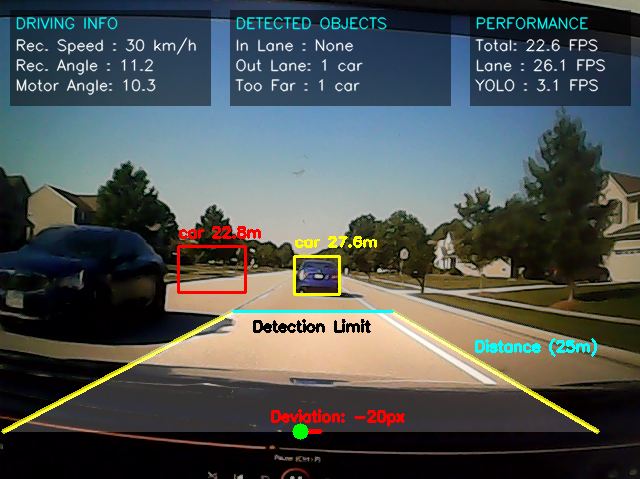 DRIVING INFO
Rec. Speed : 30 km/h
Rec. Angle : 11.2
Motor Angle: 10.3
DETECTED OBJECTS
In Lane : None
Out Lane: 1 car
Too Far : 1 car
PERFORMANCE
Total: 22.6 FPS
Lane : 26.1 FPS
YOLO : 3.1 FPS
car 22.8m
car 27.6m
Detection Limit
Distance (25m)
Deviation: -20px
Pauzer (Ctrl+P)